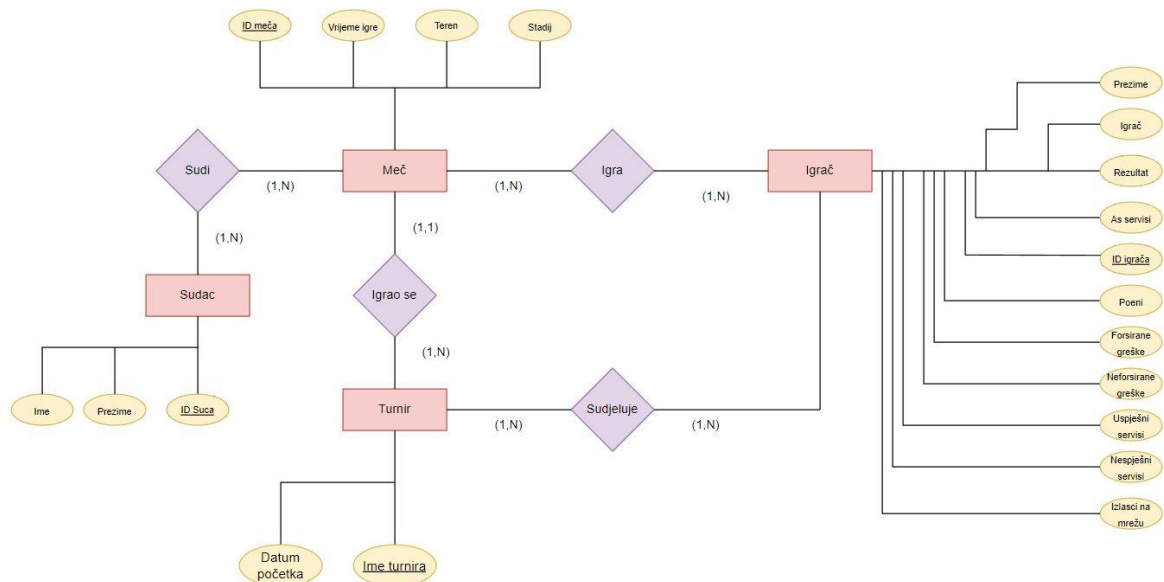 ID meča
Vrijeme igre
Teren
Stadij
Prezime
Igrač
Sudi
(1,N)
Meč
(1,N)
Igra
(1,N)
Igrač
Rezultat
As servisi
(1,N)
(1,1)
ID igrača
Sudac
Igrao se
Poeni
Forsirane
greške
(1,N)
Neforsirane
greške
Ime
Prezime
ID Suca
Turnir
(1,N)
Sudjeluje
(1,N)
Uspješni
servisi
Nespješni
servisi
Izlasci na
mrežu
Datum
početka
Ime turnira